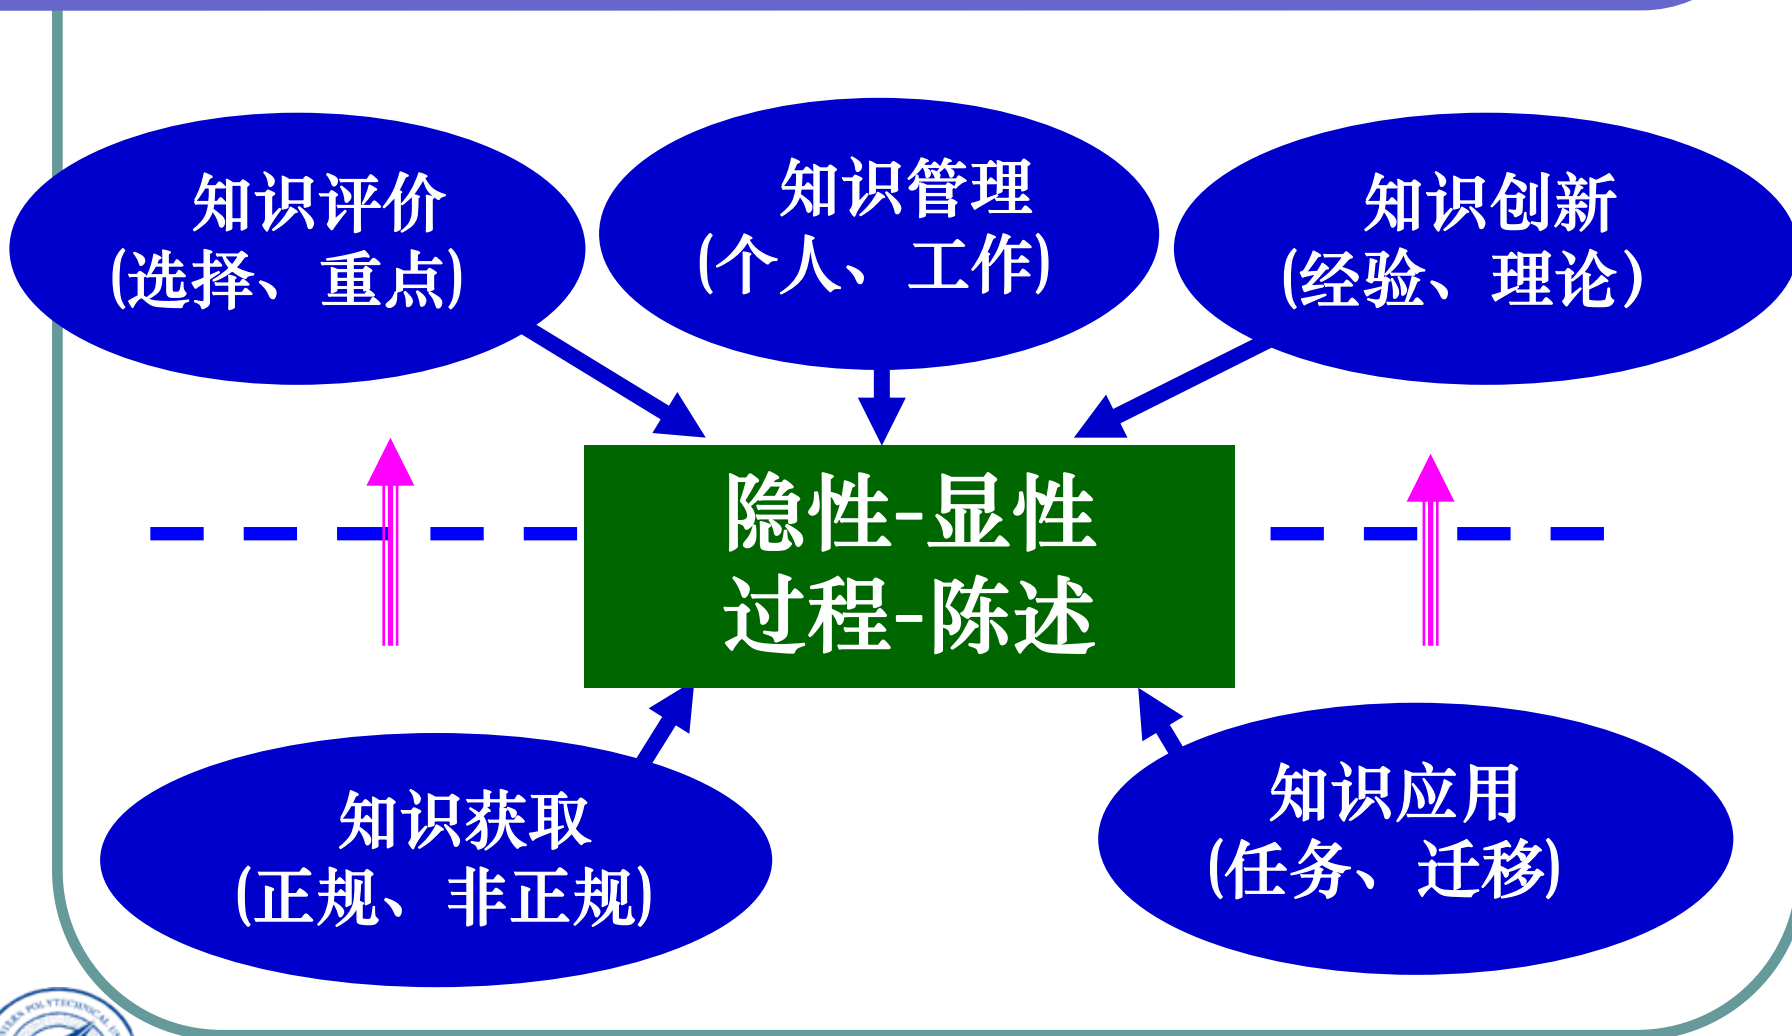 知识评价
(选择、重点)
知识管理
(个人、工作)
知识创新
(经验、理论)
隐性-显性
过程-陈述
知识获取
(正规、非正规)
知识应用
(任务、迁移)
POLYTECHNICAL